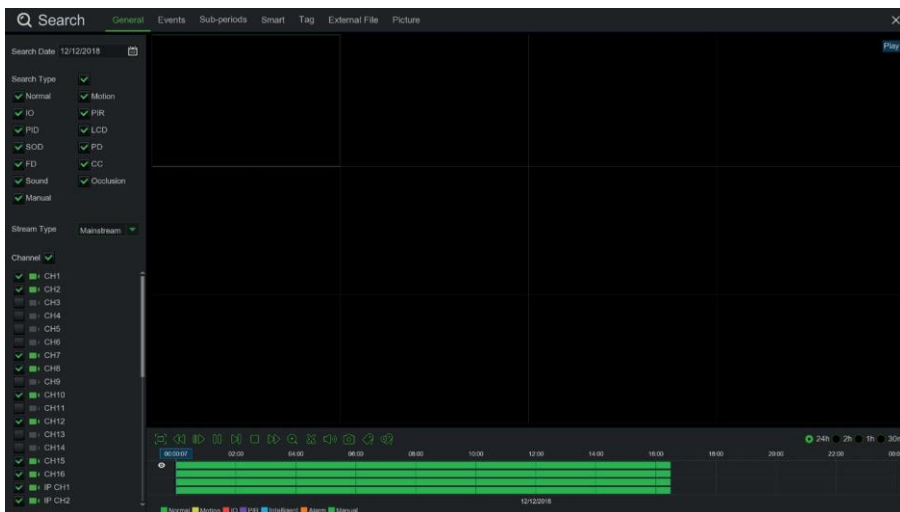 Search General Events Sub-periods Smart Tag External File Picture
Search Date 12/12/2018
Play
Search Type
Normal Motion
IO PIR
PID LCD
SOD PD
FD CC
Sound Occlusion
Manual
Stream Type Mainstream
Channel
CH1
CH2
CH3
CH4
CH5
CH6
CH7
CH8
CH9
CH10
CH11
CH12
CH13
CH14
CH15
CH16
IP CH1
IP CH2
24h 2h 1h 30m
00:00:07 02:00 04:00 06:00 08:00 10:00 12:00 14:00 16:00 18:00 20:00 22:00 00:0
12/12/2018
Normal Motion IO PIR Intelligent Alarm Manual